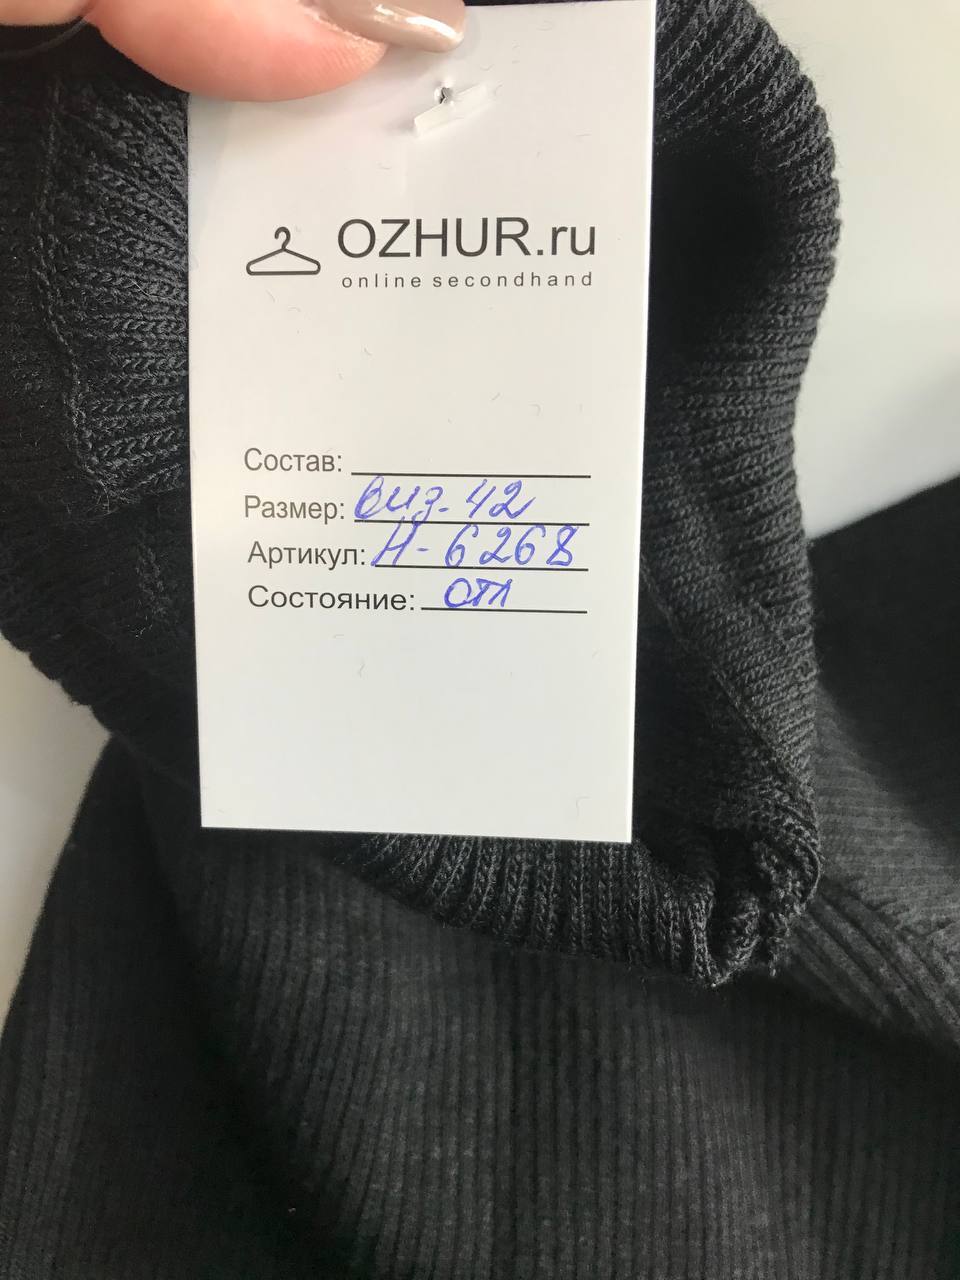 OZHUR.ru
online secondhand
Состав:
Размер: виз. 42
Артикул: Н-6268
Состояние: отл